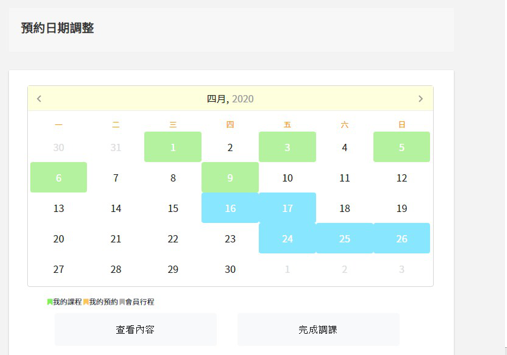 預約日期調整
四月, 2020
一 二 三 四 五 六 日
30 31 1 2 3 4 5
6 7 8 9 10 11 12
13 14 15 16 17 18 19
20 21 22 23 24 25 26
27 28 29 30 1 2 3
我的課程 我的預約 會員行程
查看內容 完成調課